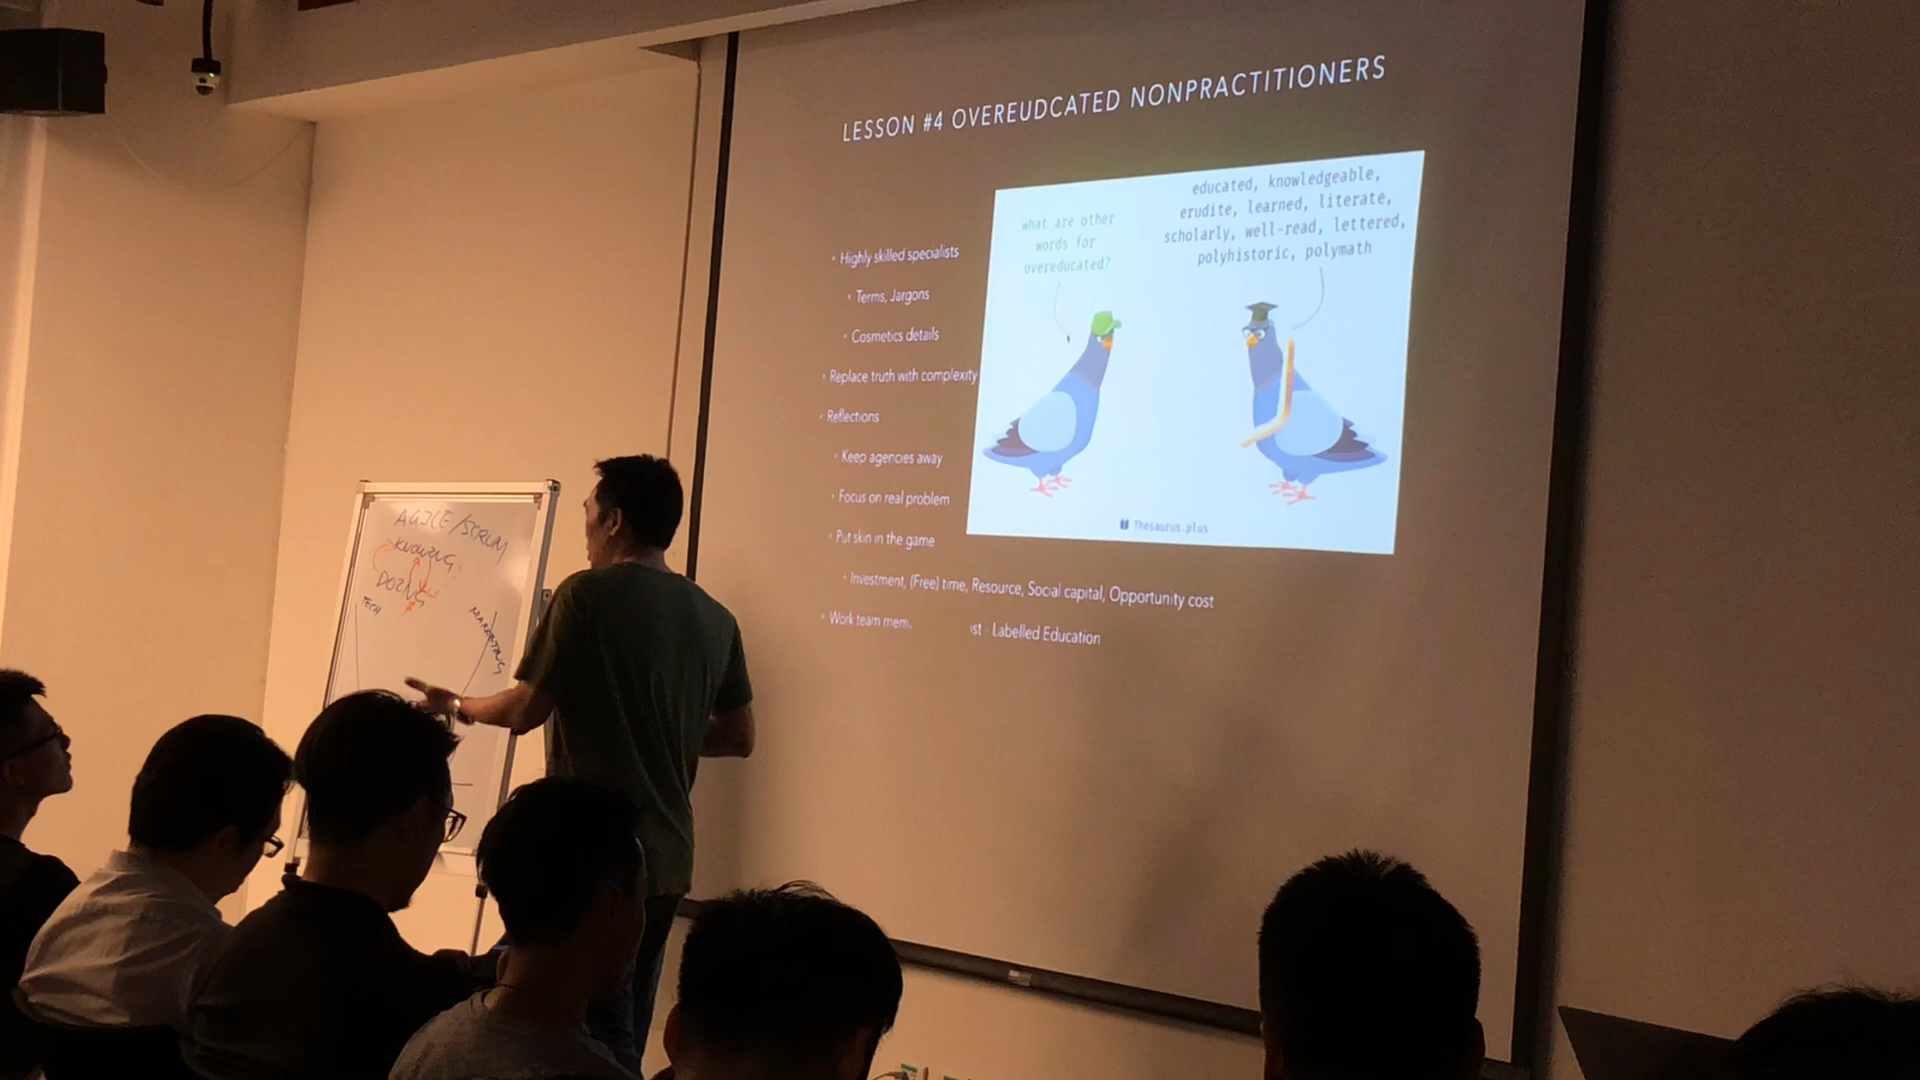 LESSON #4 OVEREUDCATED NONPRACTITIONERS
• Highly skilled specialists
• Terms, Jargons
• Cosmetics details
• Replace truth with complexity
• Reflections
• Keep agencies away
• Focus on real problem
• Put skin in the game
• Investment, (Free) time, Resource, Social capital, Opportunity cost
• Work team - Labelled Education
what are other
words for
overeducated?
educated, knowledgeable,
erudite, learned, literate,
scholarly, well-read, lettered,
polyhistoric, polymath
Thesaurus.plus
AGILE/SCRUM
KNOWING
DOING
TECH
MARKETING